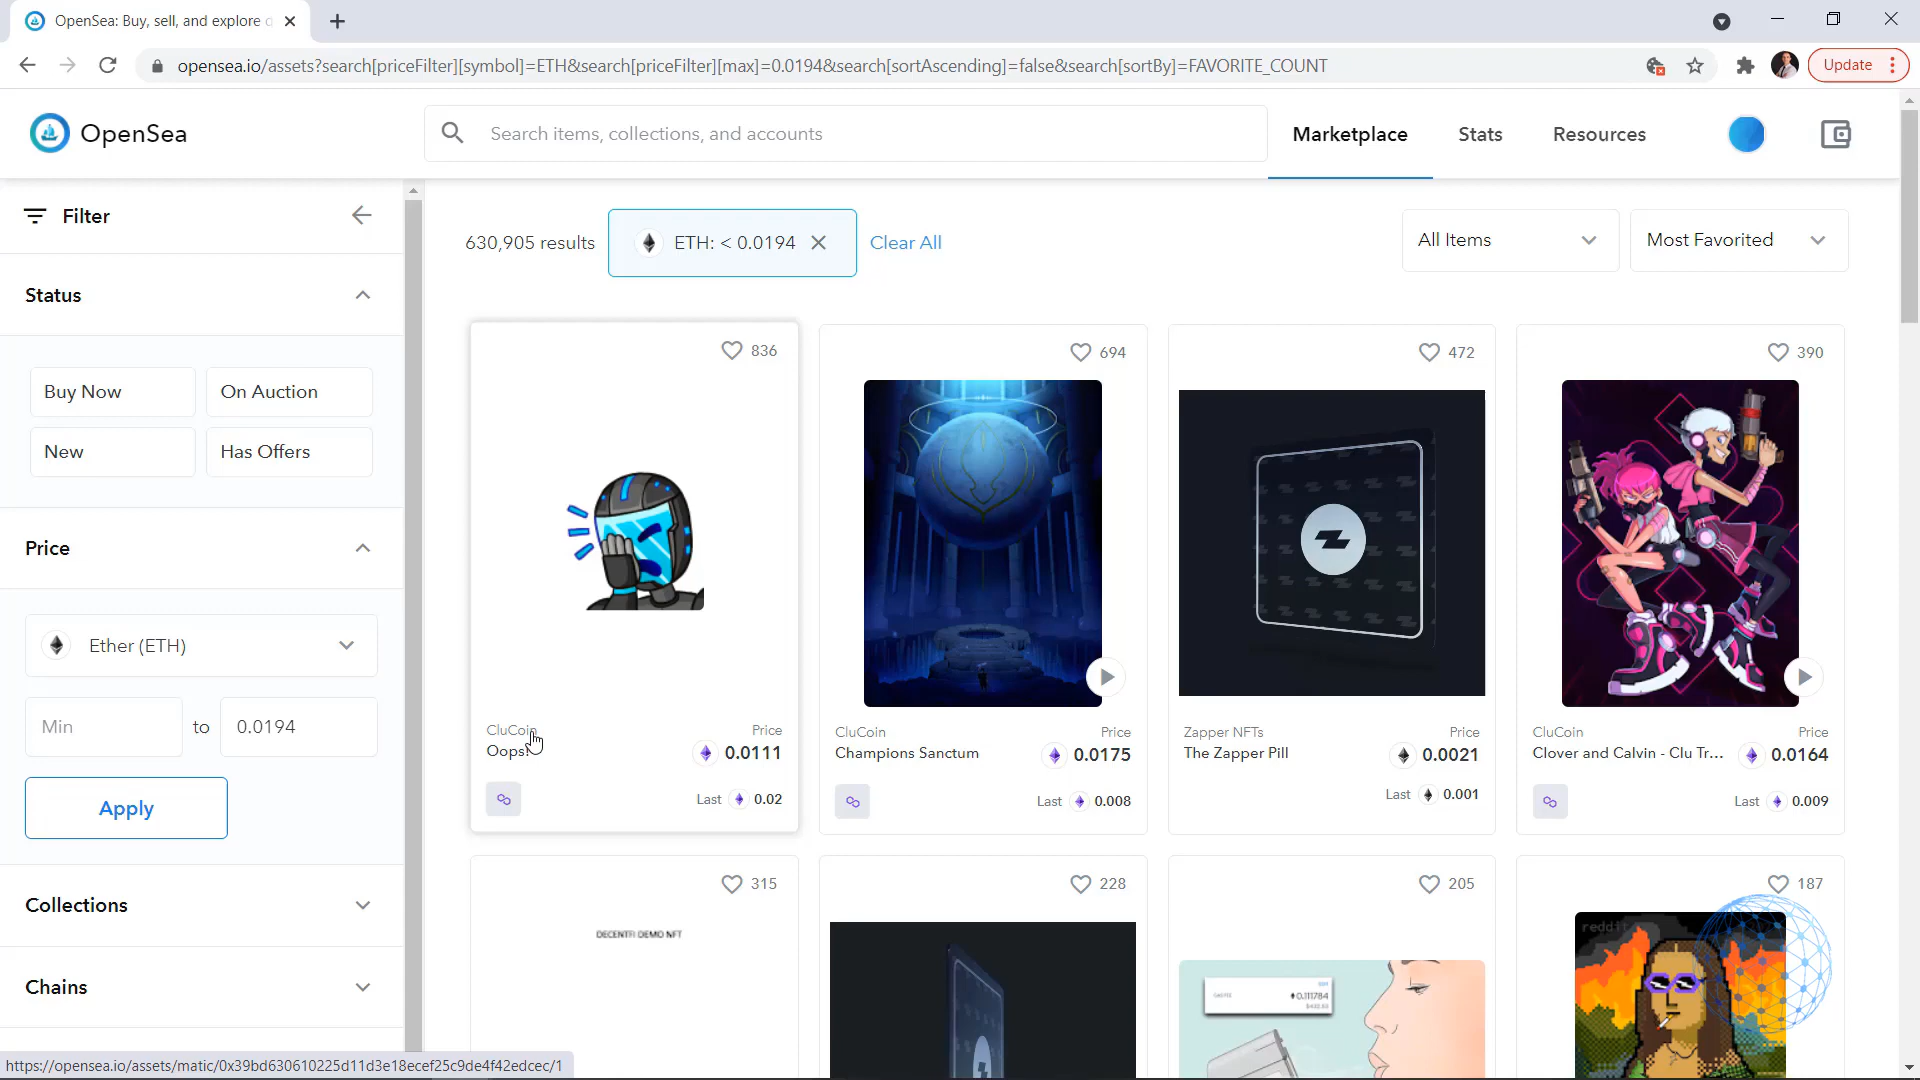 OpenSea: Buy, sell, and explore
opensea.io/assets?search[priceFilter][symbol]=ETH&search[priceFilter][max]=0.0194&search[sortAscending]=false&search[sortBy]=FAVORITE_COUNT
Update
OpenSea
Search items, collections, and accounts
Marketplace
Stats
Resources
Filter
630,905 results
ETH: < 0.0194
Clear All
All Items
Most Favorited
Status
Buy Now
On Auction
New
Has Offers
Price
Ether (ETH)
Min
to
0.0194
Apply
Collections
Chains
836
CluCoin
Price
Oops!
0.0111
Last 0.02
694
CluCoin
Price
Champions Sanctum
0.0175
Last 0.008
472
Zapper NFTs
Price
The Zapper Pill
0.0021
Last 0.001
390
CluCoin
Price
Clover and Calvin - Clu Tr...
0.0164
Last 0.009
315
DECENTFI DEMO NFT
228
205
GAS FEE
0.111784
187
reddit
https://opensea.io/assets/matic/0x39bd630610225d11d3e18ecef25c9de4f42edcec/1